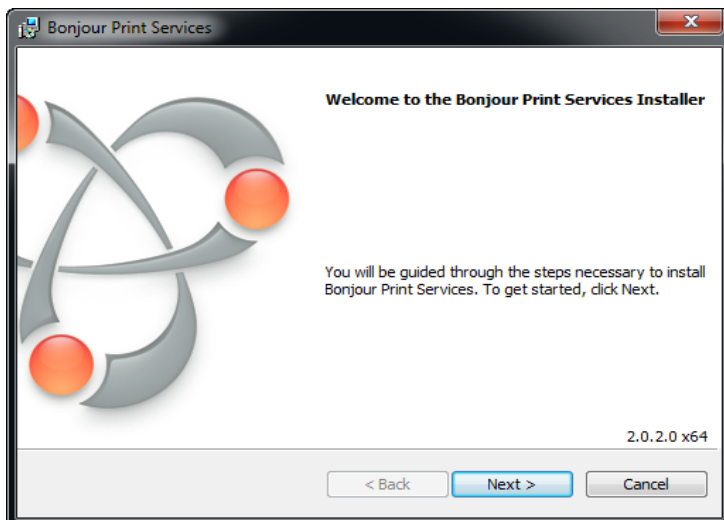 Bonjour Print Services
Welcome to the Bonjour Print Services Installer
You will be guided through the steps necessary to install
Bonjour Print Services. To get started, click Next.
2.0.2.0 x64
< Back
Next >
Cancel